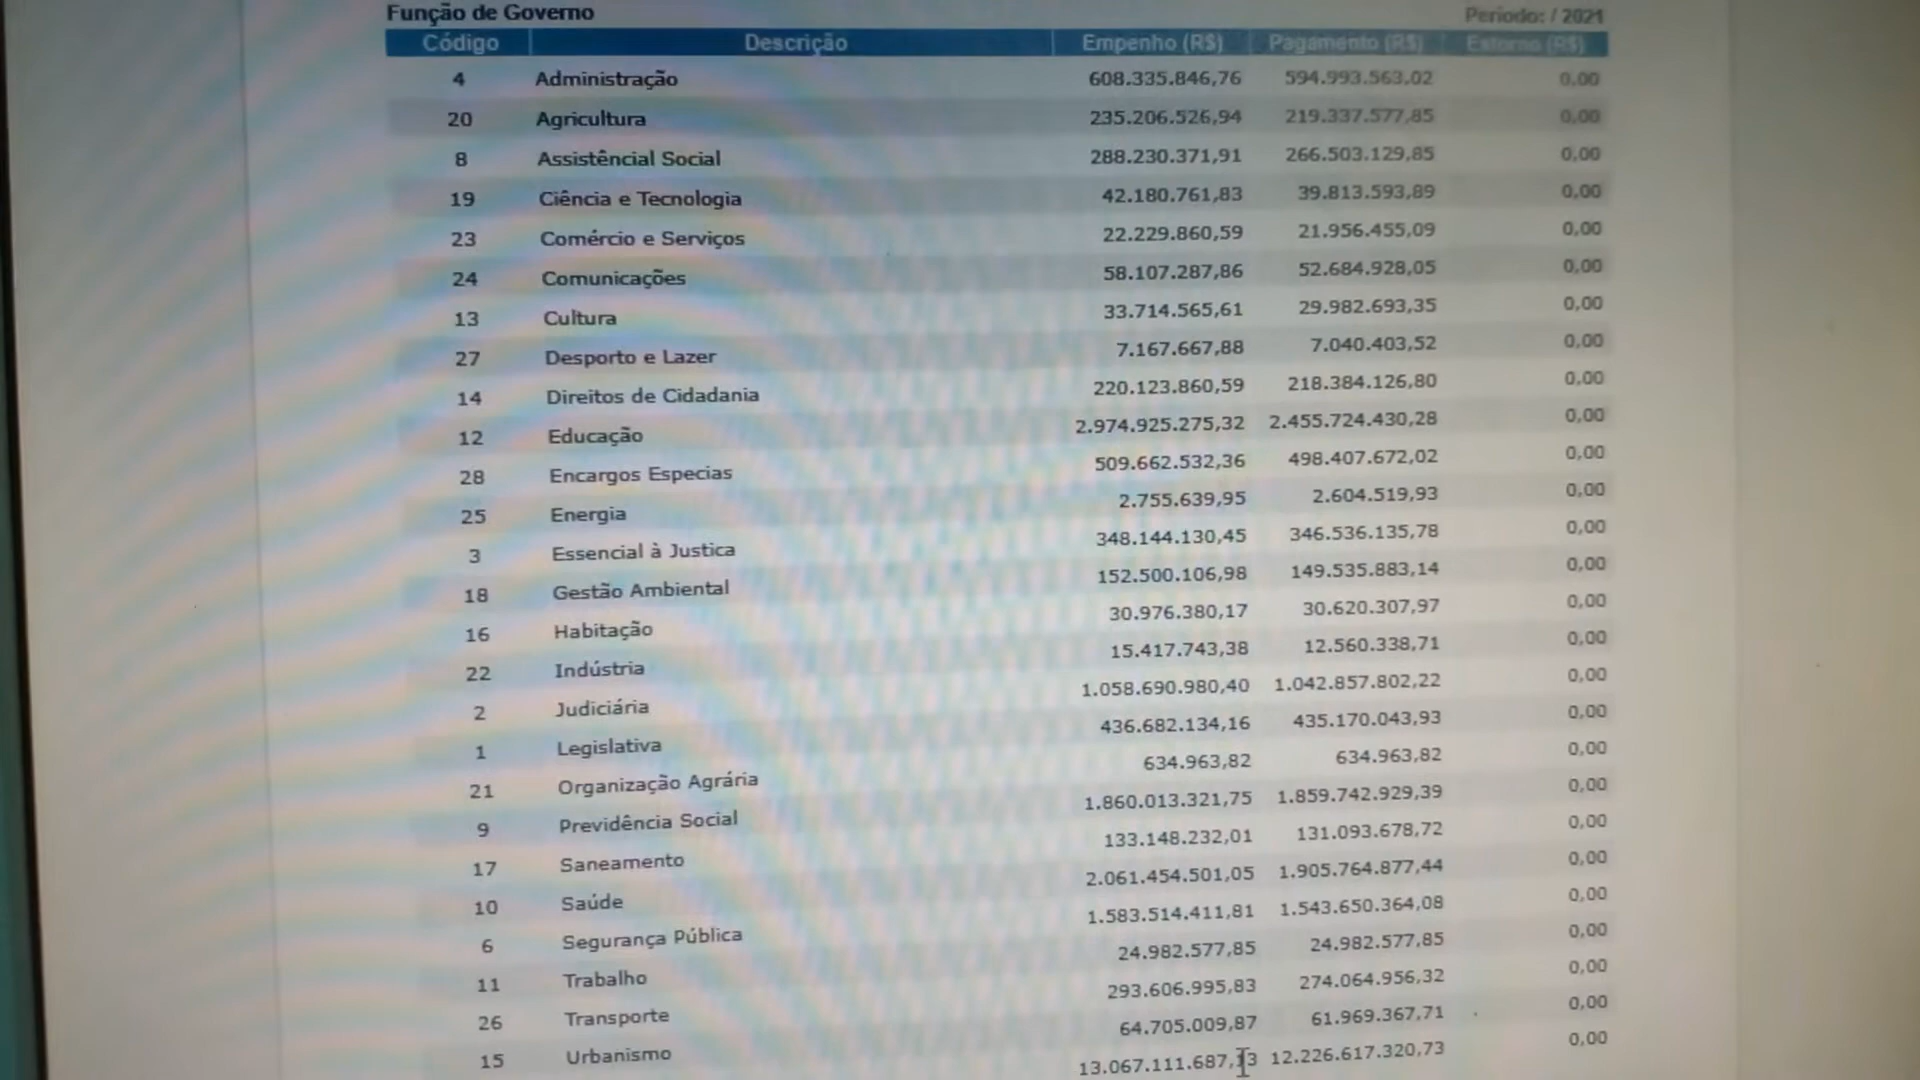 Função de Governo Período: / 2021
Código Descrição Empenho (R$) Pagamento (R$) Estorno (R$)
4 Administração 608.335.846,76 594.993.563,02 0,00
20 Agricultura 235.206.526,94 219.337.577,85 0,00
8 Assistêncial Social 288.230.371,91 266.503.129,85 0,00
19 Ciência e Tecnologia 42.180.761,83 39.813.593,89 0,00
23 Comércio e Serviços 22.229.860,59 21.956.455,09 0,00
24 Comunicações 58.107.287,86 52.684.928,05 0,00
13 Cultura 33.714.565,61 29.982.693,35 0,00
27 Desporto e Lazer 7.167.667,88 7.040.403,52 0,00
14 Direitos de Cidadania 220.123.860,59 218.384.126,80 0,00
12 Educação 2.974.925.275,32 2.455.724.430,28 0,00
28 Encargos Especias 509.662.532,36 498.407.672,02 0,00
25 Energia 2.755.639,95 2.604.519,93 0,00
3 Essencial à Justica 348.144.130,45 346.536.135,78 0,00
18 Gestão Ambiental 152.500.106,98 149.535.883,14 0,00
16 Habitação 30.976.380,17 30.620.307,97 0,00
22 Indústria 15.417.743,38 12.560.338,71 0,00
2 Judiciária 1.058.690.980,40 1.042.857.802,22 0,00
1 Legislativa 436.682.134,16 435.170.043,93 0,00
21 Organização Agrária 634.963,82 634.963,82 0,00
9 Previdência Social 1.860.013.321,75 1.859.742.929,39 0,00
17 Saneamento 133.148.232,01 131.093.678,72 0,00
10 Saúde 2.061.454.501,05 1.905.764.877,44 0,00
6 Segurança Pública 1.583.514.411,81 1.543.650.364,08 0,00
11 Trabalho 24.982.577,85 24.982.577,85 0,00
26 Transporte 293.606.995,83 274.064.956,32 0,00
15 Urbanismo 64.705.009,87 61.969.367,71 0,00
13.067.111.687,13 12.226.617.320,73 0,00